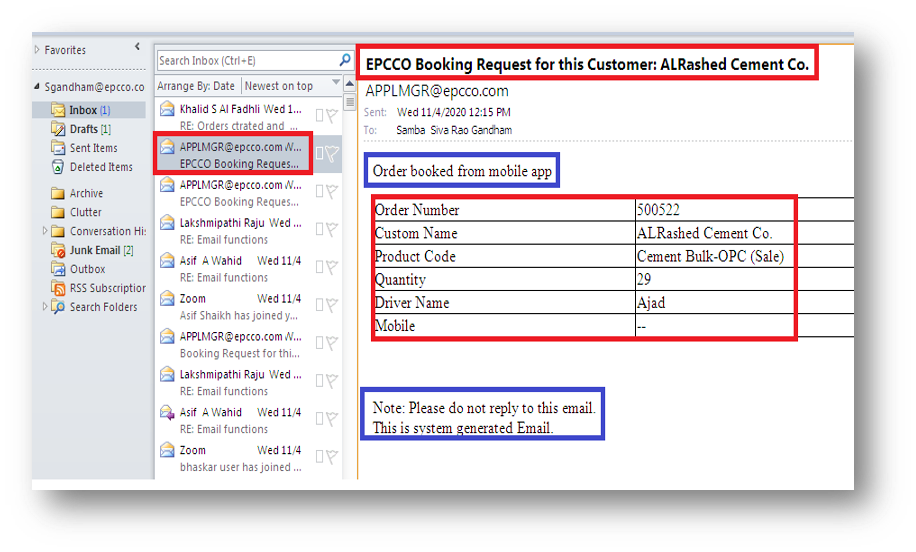 Favorites
Sgandham@epcco.co
Inbox (1)
Drafts [1]
Sent Items
Deleted Items
Archive
Clutter
Conversation His
Junk Email [2]
Outbox
RSS Subscription
Search Folders
Search Inbox (Ctrl+E)
Arrange By: Date Newest on top
Khalid S Al Fadhli Wed 1...
RE: Orders ctrated and ...
APPLMGR@epcco.com W...
EPCCO Booking Reques...
APPLMGR@epcco.com W...
EPCCO Booking Reques...
Lakshmipathi Raju Wed ...
RE: Email functions
Asif A Wahid Wed 11/4
RE: Email functions
Zoom Wed 11/4
Asif Shaikh has joined y...
APPLMGR@epcco.com W...
Booking Request for thi...
Lakshmipathi Raju Wed ...
RE: Email functions
Asif A Wahid Wed 11/4
RE: Email functions
Zoom Wed 11/4
bhaskar user has joined ...
EPCCO Booking Request for this Customer: ALRashed Cement Co.
APPLMGR@epcco.com
Sent: Wed 11/4/2020 12:15 PM
To: Samba Siva Rao Gandham
Order booked from mobile app
Order Number 500522
Custom Name ALRashed Cement Co.
Product Code Cement Bulk-OPC (Sale)
Quantity 29
Driver Name Ajad
Mobile --
Note: Please do not reply to this email.
This is system generated Email.